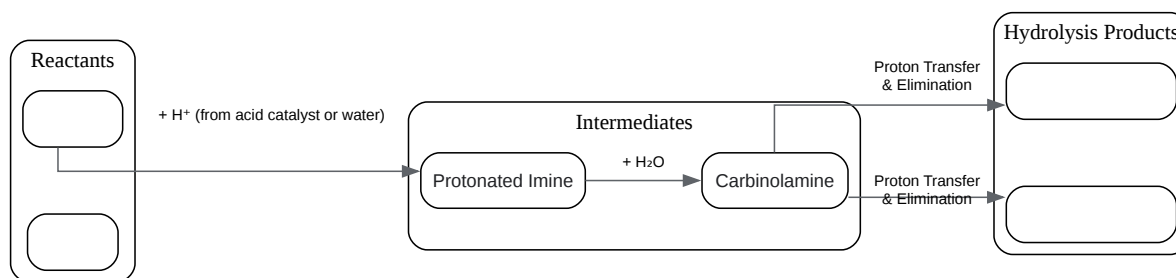 Reactants
+ H⁺ (from acid catalyst or water)
Intermediates
Protonated Imine
+ H₂O
Carbinolamine
Proton Transfer
& Elimination
Proton Transfer
& Elimination
Hydrolysis Products